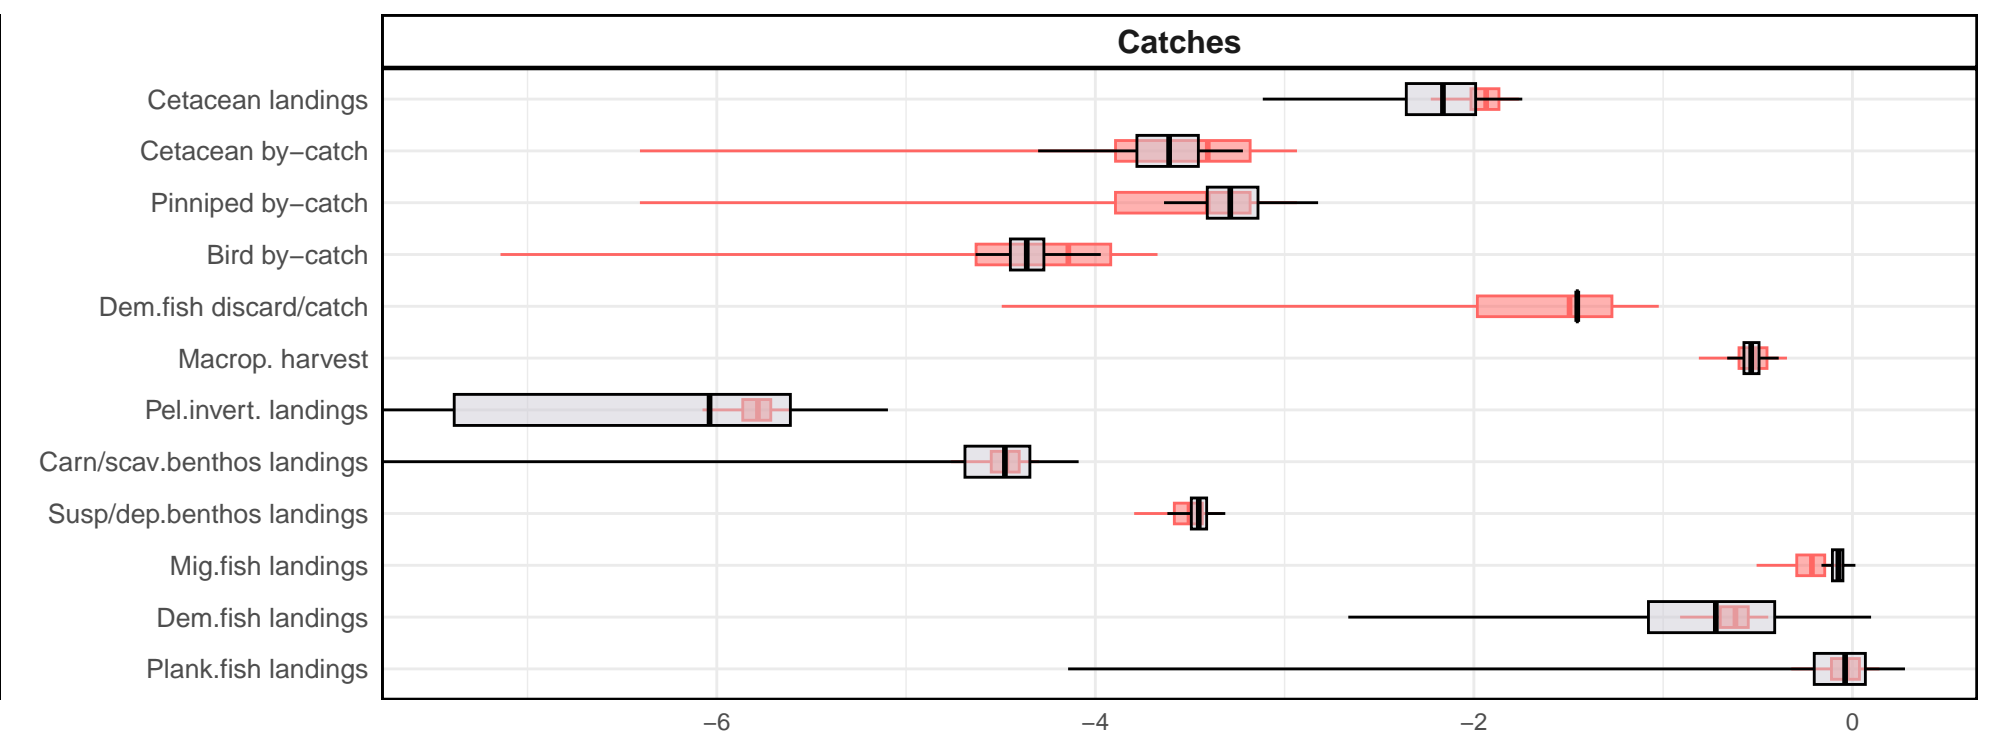 Catches
Cetacean landings
Cetacean by−catch
Pinniped by−catch
Bird by−catch
Dem.fish discard/catch
Macrop. harvest
Pel.invert. landings
Carn/scav.benthos landings
Susp/dep.benthos landings
Mig.fish landings
Dem.fish landings
Plank.fish landings
−6 −4 −2 0